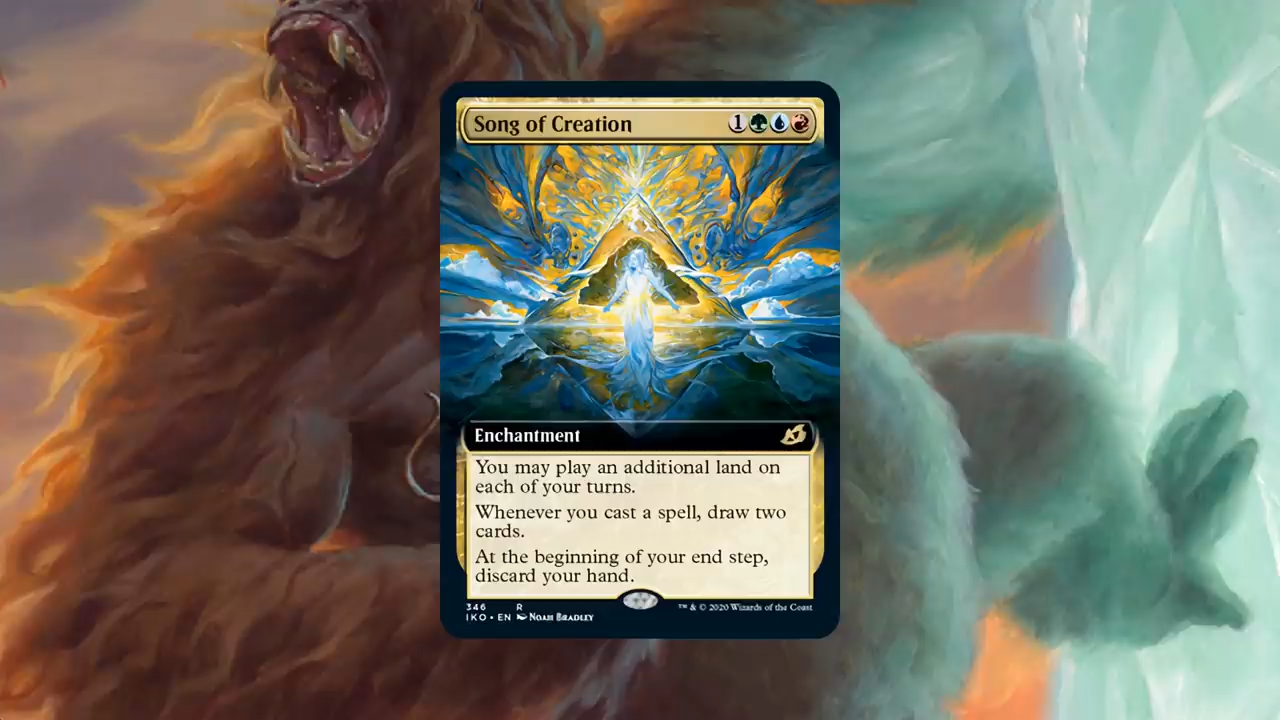 Song of Creation 1
Enchantment
You may play an additional land on
each of your turns.
Whenever you cast a spell, draw two
cards.
At the beginning of your end step,
discard your hand.
346 R
IKO • EN Noah Bradley
™ & © 2020 Wizards of the Coast